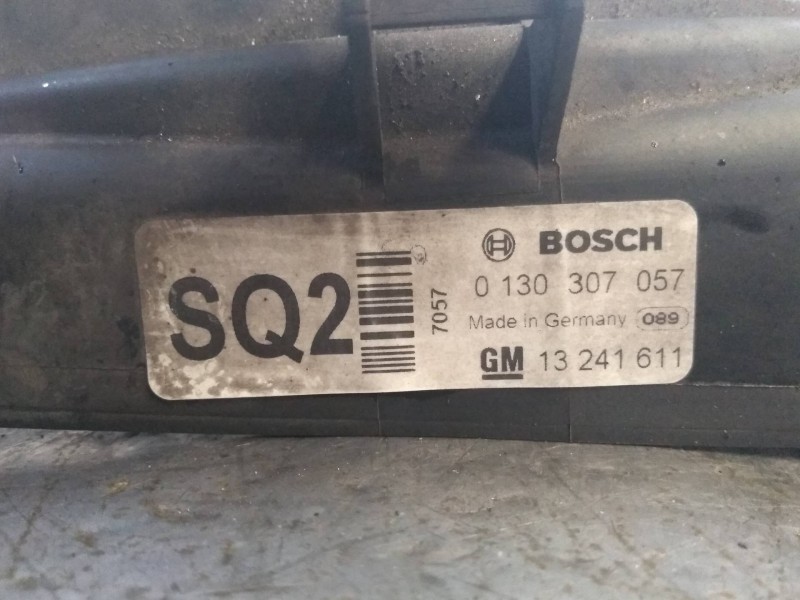 SQ2
7057
BOSCH
0 130 307 057
Made in Germany 089
GM 13 241 611